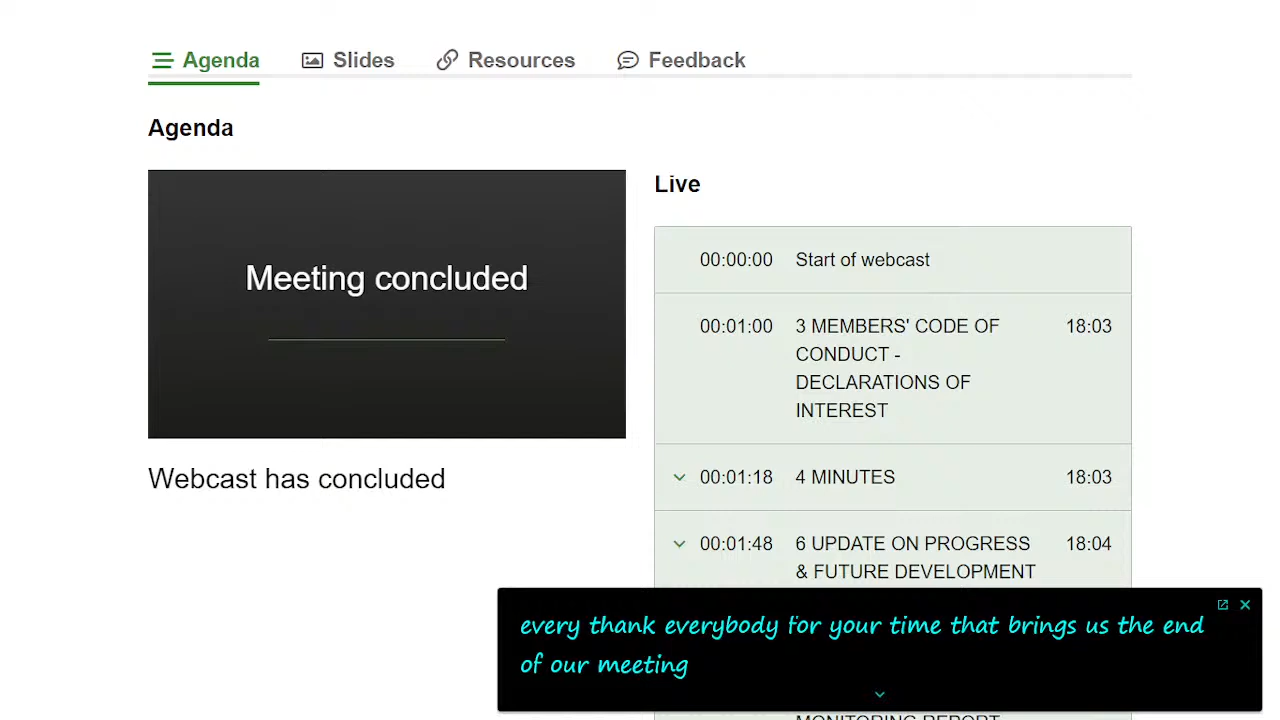 Agenda Slides Resources Feedback
Agenda
Meeting concluded
Webcast has concluded
Live
00:00:00 Start of webcast
00:01:00 3 MEMBERS' CODE OF 18:03
CONDUCT -
DECLARATIONS OF
INTEREST
00:01:18 4 MINUTES 18:03
00:01:48 6 UPDATE ON PROGRESS 18:04
& FUTURE DEVELOPMENT
every thank everybody for your time that brings us the end
of our meeting
MONITORING REPORT